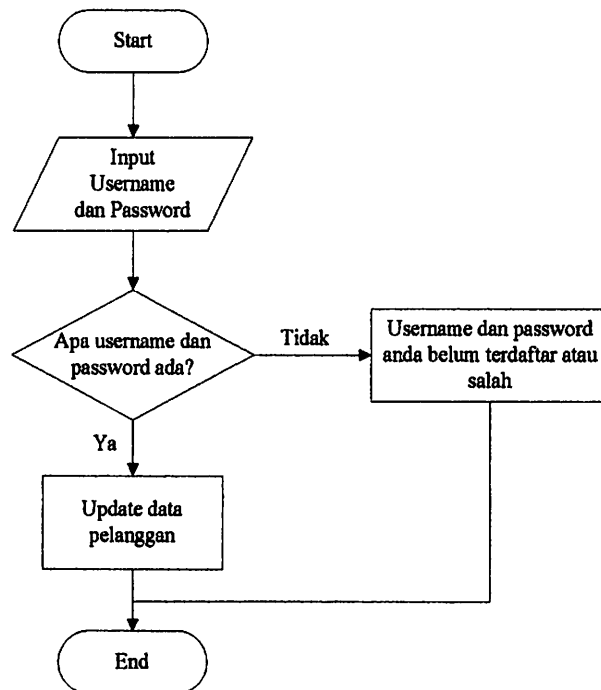 Start
Input
Username
dan Password
Apa username dan
password ada?
Tidak
Username dan password
anda belum terdaftar atau
salah
Ya
Update data
pelanggan
End